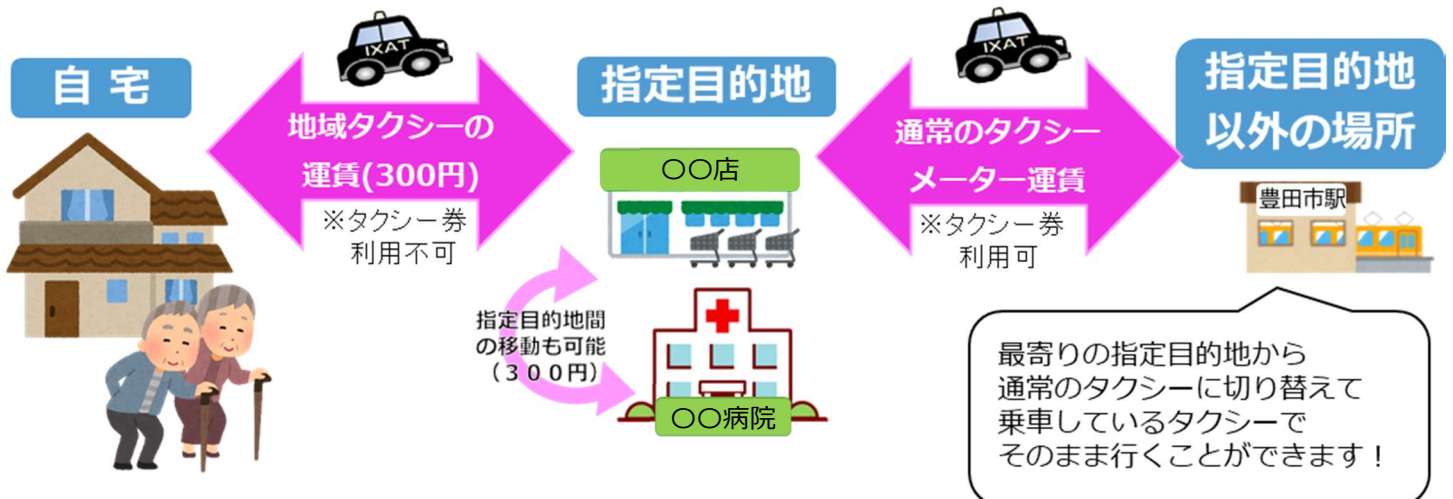 自 宅
IXAT
地域タクシーの
運賃(300円)
※タクシー券
利用不可
指定目的地
〇〇店
指定目的地間
の移動も可能
（３００円）
〇〇病院
IXAT
通常のタクシー
メーター運賃
※タクシー券
利用可
指定目的地
以外の場所
豊田市駅
最寄りの指定目的地から
通常のタクシーに切り替えて
乗車しているタクシーで
そのまま行くことができます！